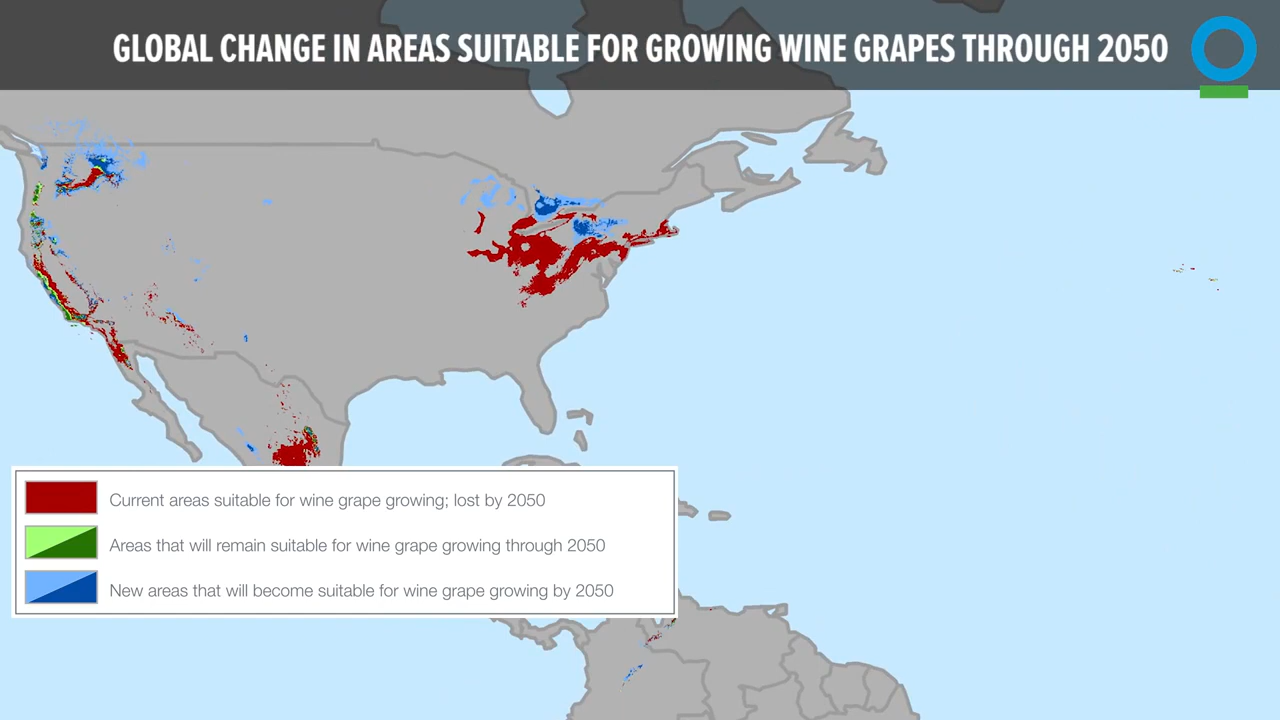 GLOBAL CHANGE IN AREAS SUITABLE FOR GROWING WINE GRAPES THROUGH 2050
Current areas suitable for wine grape growing; lost by 2050
Areas that will remain suitable for wine grape growing through 2050
New areas that will become suitable for wine grape growing by 2050